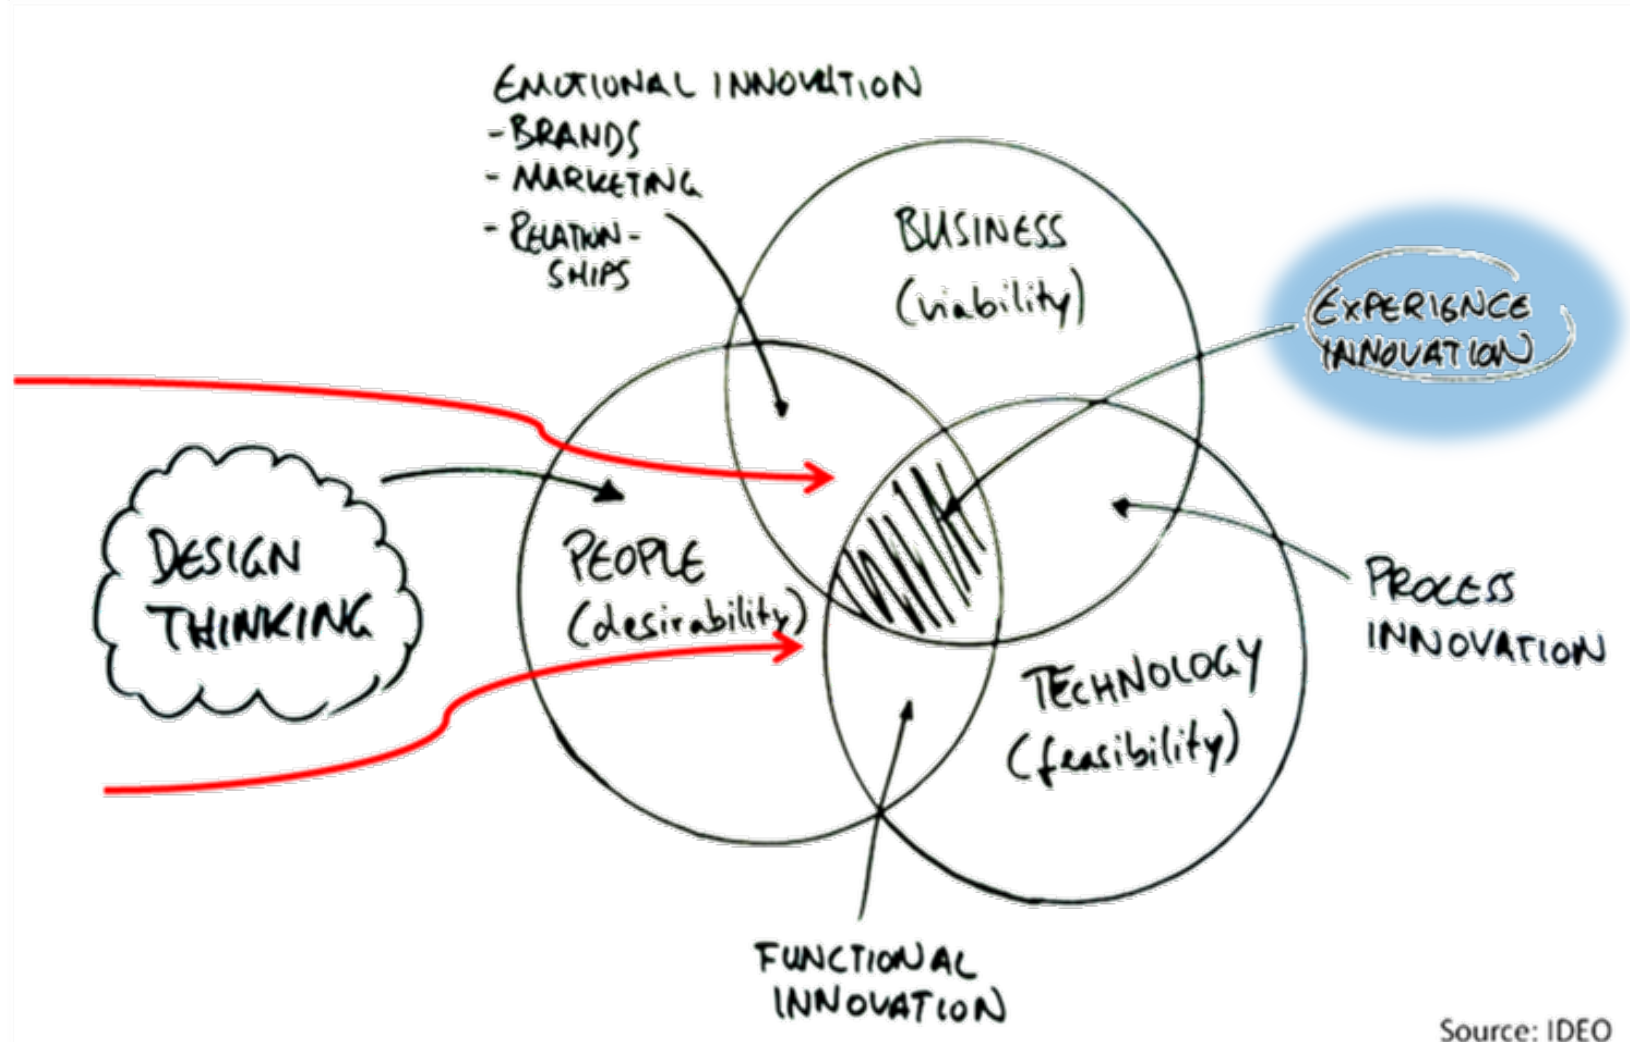 EMOTIONAL INNOVATION
- BRANDS
- MARKETING
- RELATION-
SHIPS
BUSINESS
(viability)
EXPERIENCE
INNOVATION
DESIGN
THINKING
PEOPLE
(desirability)
PROCESS
INNOVATION
TECHNOLOGY
(feasibility)
FUNCTIONAL
INNOVATION
Source: IDEO